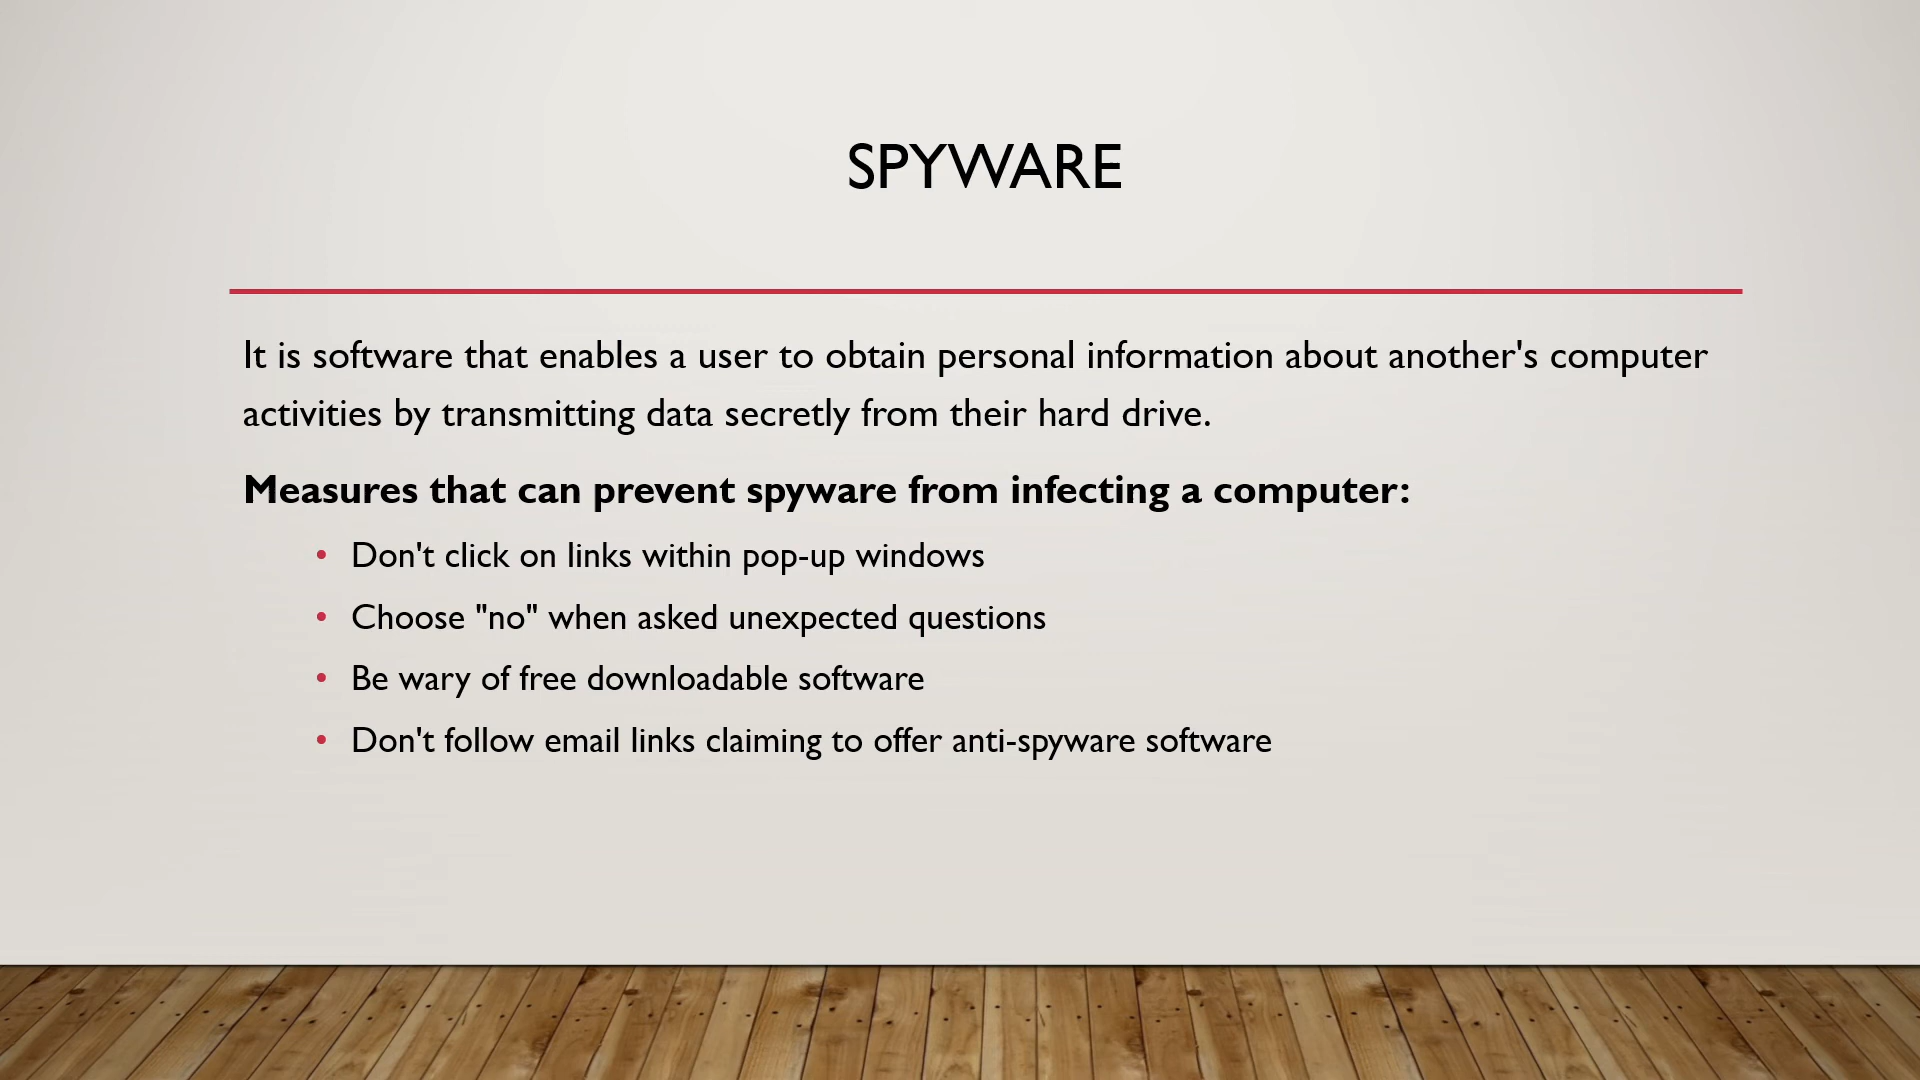 SPYWARE
It is software that enables a user to obtain personal information about another's computer
activities by transmitting data secretly from their hard drive.
Measures that can prevent spyware from infecting a computer:
• Don't click on links within pop-up windows
• Choose "no" when asked unexpected questions
• Be wary of free downloadable software
• Don't follow email links claiming to offer anti-spyware software